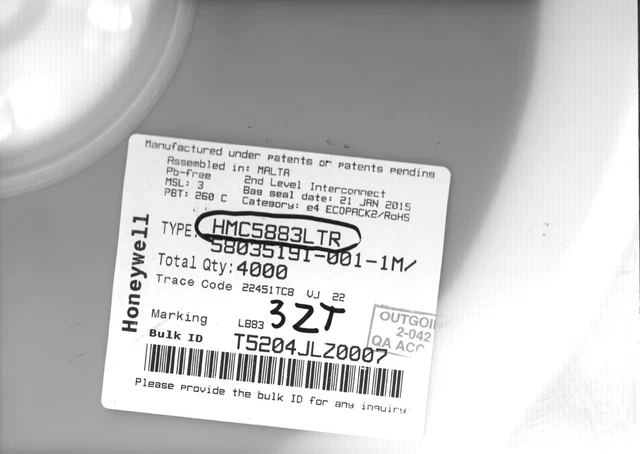 Manufactured under patents or patents pending
Assembled in: MALTA
Pb-free 2nd Level Interconnect
MSL: 3 Bag seal date: 21 JAN 2015
PBT: 260 C Category: e4 ECOPACK2/RoHS
TYPE: HMC5883LTR
58035191-001-1M/
Total Qty: 4000
Trace Code 22451TCB VJ 22
Marking L883 3ZT
Bulk ID T5204JLZ0007
Please provide the bulk ID for any inquiry
Honeywell
OUTGOIN
2-042
QA ACC